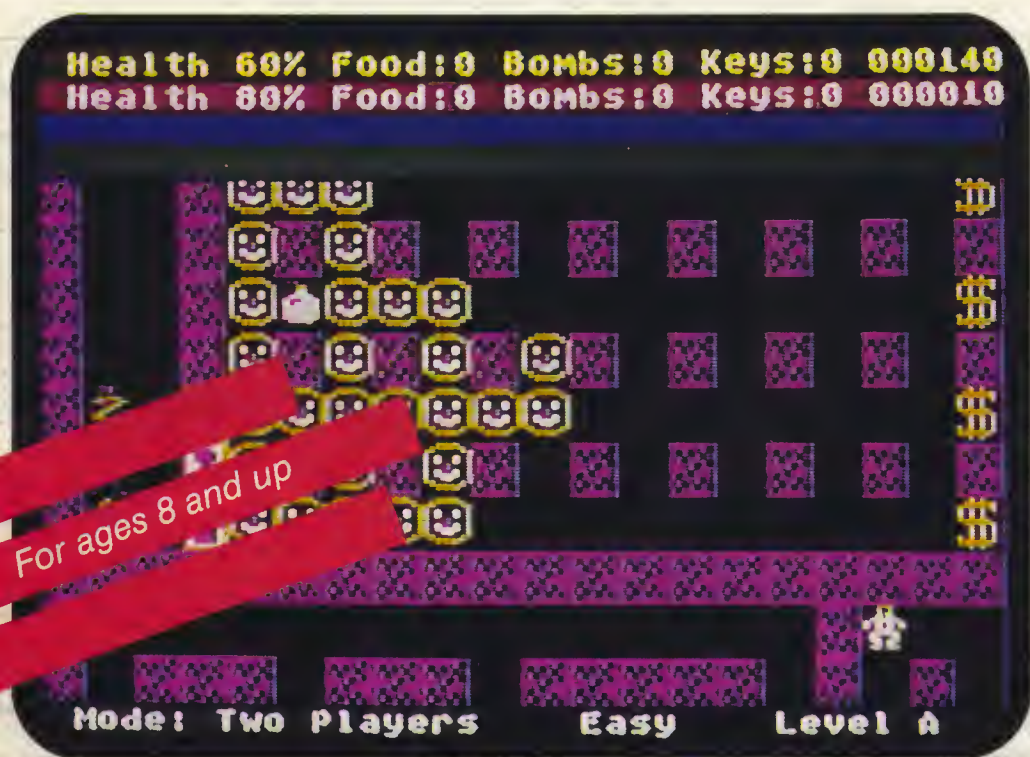 Health 60% Food:0 Bombs:0 Keys:0 000140
Health 80% Food:0 Bombs:0 Keys:0 000010
$
$
$
$
For ages 8 and up
Mode: Two Players Easy Level A